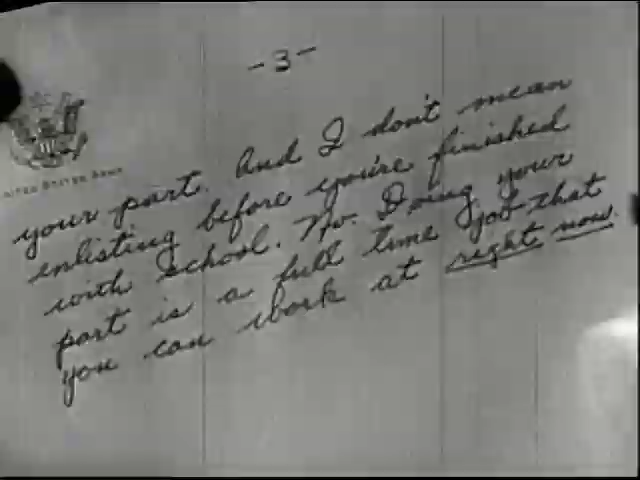 -3-
UNITED STATES ARMY
your part. And I don't mean
enlisting before you're finished
with school. No. Doing your
part is a full time job that
you can work at right now.